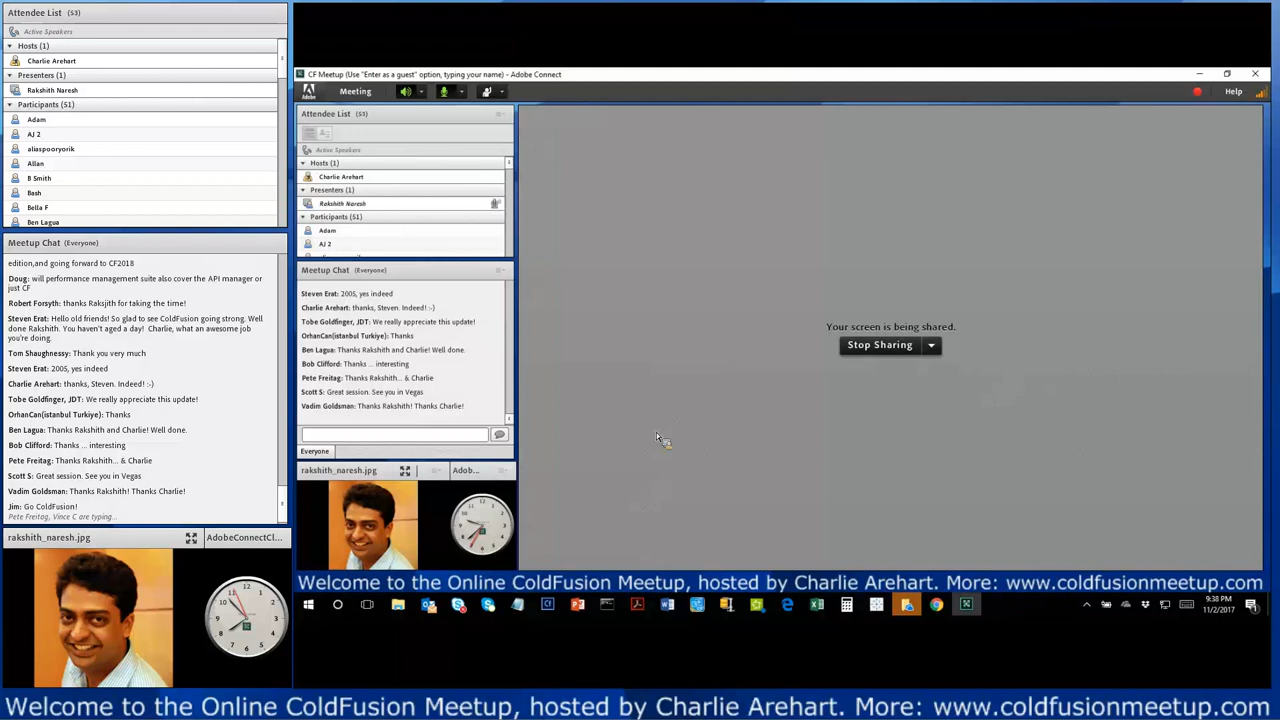 Attendee List (53)
Active Speakers
Hosts (1)
Charlie Arehart
Presenters (1)
Rakshith Naresh
Participants (51)
Adam
AJ 2
aliaspooryorik
Allan
B Smith
Bash
Bella F
Ben Lagua
Meetup Chat (Everyone)
edition,and going forward to CF2018
Doug: will performance management suite also cover the API manager or
just CF
Robert Forsyth: thanks Raksjith for taking the time!
Steven Erat: Hello old friends! So glad to see ColdFusion going strong. Well
done Rakshith. You haven't aged a day! Charlie, what an awesome job
you're doing.
Tom Shaughnessy: Thank you very much
Steven Erat: 2005, yes indeed
Charlie Arehart: thanks, Steven. Indeed! :-)
Tobe Goldfinger, JDT: We really appreciate this update!
OrhanCan(istanbul Turkiye): Thanks
Ben Lagua: Thanks Rakshith and Charlie! Well done.
Bob Clifford: Thanks ... interesting
Pete Freitag: Thanks Rakshith... & Charlie
Scott S: Great session. See you in Vegas
Vadim Goldsman: Thanks Rakshith! Thanks Charlie!
Jim: Go ColdFusion!
Pete Freitag, Vince C are typing...
rakshith_naresh.jpg
AdobeConnectCl...
12
11
1
10
2
9
3
8
4
7
5
6
CF Meetup (Use "Enter as a guest" option, typing your name) - Adobe Connect
Adobe
Meeting
Help
Attendee List (53)
Active Speakers
Hosts (1)
Charlie Arehart
Presenters (1)
Rakshith Naresh
Participants (51)
Adam
AJ 2
Meetup Chat (Everyone)
Steven Erat: 2005, yes indeed
Charlie Arehart: thanks, Steven. Indeed! :-)
Tobe Goldfinger, JDT: We really appreciate this update!
OrhanCan(istanbul Turkiye): Thanks
Ben Lagua: Thanks Rakshith and Charlie! Well done.
Bob Clifford: Thanks ... interesting
Pete Freitag: Thanks Rakshith... & Charlie
Scott S: Great session. See you in Vegas
Vadim Goldsman: Thanks Rakshith! Thanks Charlie!
Everyone
rakshith_naresh.jpg
Adob...
Your screen is being shared.
Stop Sharing
Welcome to the Online ColdFusion Meetup, hosted by Charlie Arehart. More: www.coldfusionmeetup.com
9:38 PM
11/2/2017
Welcome to the Online ColdFusion Meetup, hosted by Charlie Arehart. More: www.coldfusionmeetup.com